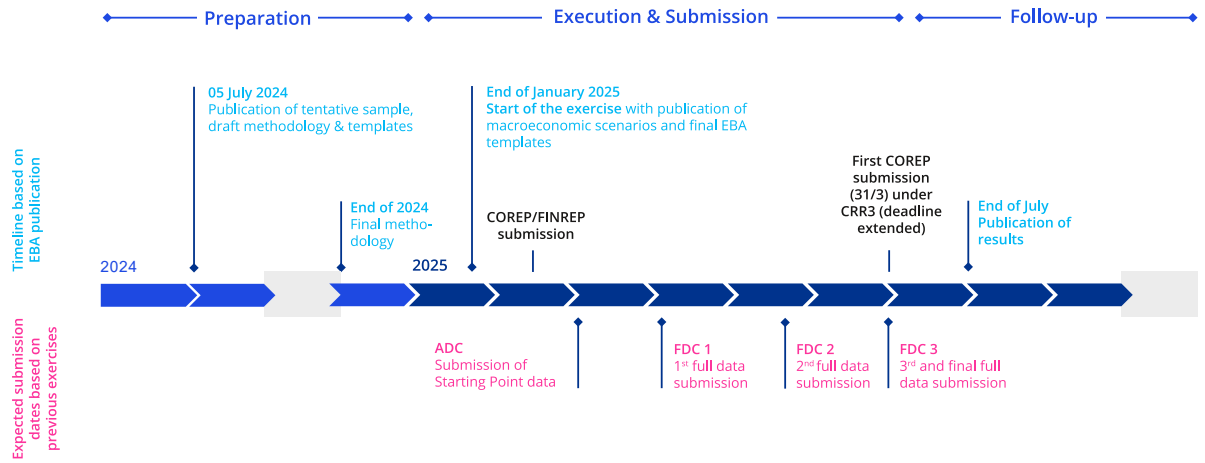 Preparation
Execution & Submission
Follow-up
05 July 2024
Publication of tentative sample,
draft methodology & templates
End of January 2025
Start of the exercise with publication of
macroeconomic scenarios and final EBA
templates
First COREP
submission
(31/3) under
CRR3 (deadline
extended)
End of 2024
Final metho-
dology
COREP/FINREP
submission
End of July
Publication of
results
Timeline based on
EBA publication
2024
2025
ADC
Submission of
Starting Point data
FDC 1
1st full data
submission
FDC 2
2nd full data
submission
FDC 3
3rd and final full
data submission
Expected submission
dates based on
previous exercises